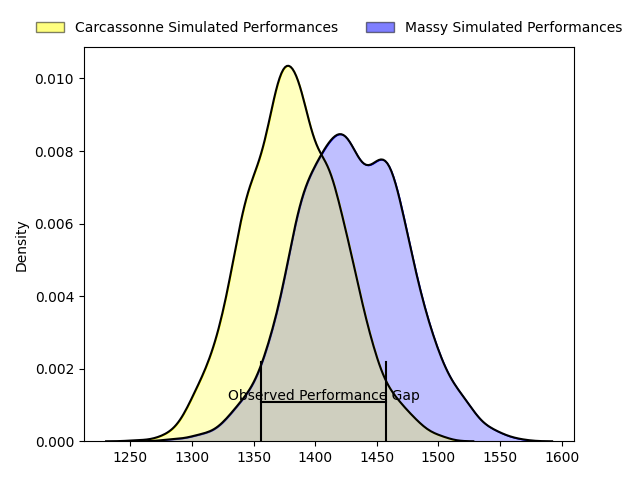 Carcassonne Simulated Performances
Massy Simulated Performances
Density
0.010
0.008
0.006
0.004
0.002
0.000
Observed Performance Gap
1250 1300 1350 1400 1450 1500 1550 1600